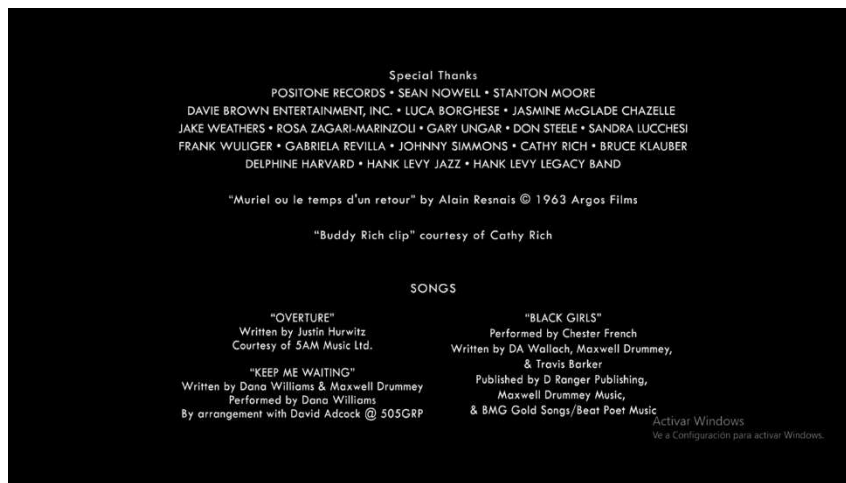 Special Thanks
POSITONE RECORDS • SEAN NOWELL • STANTON MOORE
DAVIE BROWN ENTERTAINMENT, INC. • LUCA BORGHESE • JASMINE McGLADE CHAZELLE
JAKE WEATHERS • ROSA ZAGARI-MARINZOLI • GARY UNGAR • DON STEELE • SANDRA LUCCHESI
FRANK WULIGER • GABRIELA REVILLA • JOHNNY SIMMONS • CATHY RICH • BRUCE KLAUBER
DELPHINE HARVARD • HANK LEVY JAZZ • HANK LEVY LEGACY BAND
"Muriel ou le temps d'un retour" by Alain Resnais © 1963 Argos Films
"Buddy Rich clip" courtesy of Cathy Rich
SONGS
"OVERTURE"
Written by Justin Hurwitz
Courtesy of 5AM Music Ltd.
"KEEP ME WAITING"
Written by Dana Williams & Maxwell Drummey
Performed by Dana Williams
By arrangement with David Adcock @ 505GRP
"BLACK GIRLS"
Performed by Chester French
Written by DA Wallach, Maxwell Drummey,
& Travis Barker
Published by D Ranger Publishing,
Maxwell Drummey Music,
& BMG Gold Songs/Beat Poet Music
Activar Windows
Ve a Configuración para activar Windows.